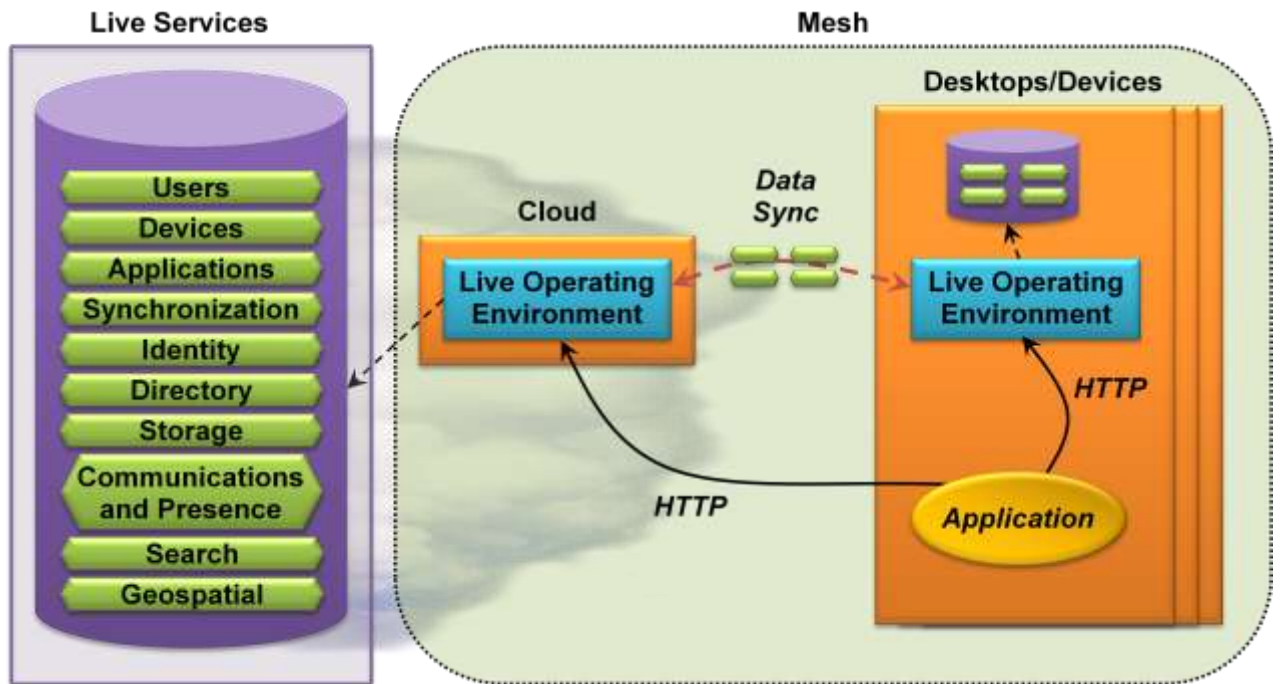 Live Services
Mesh
Users
Devices
Applications
Synchronization
Identity
Directory
Storage
Communications
and Presence
Search
Geospatial
Cloud
Live Operating
Environment
Data
Sync
Desktops/Devices
Live Operating
Environment
HTTP
HTTP
Application